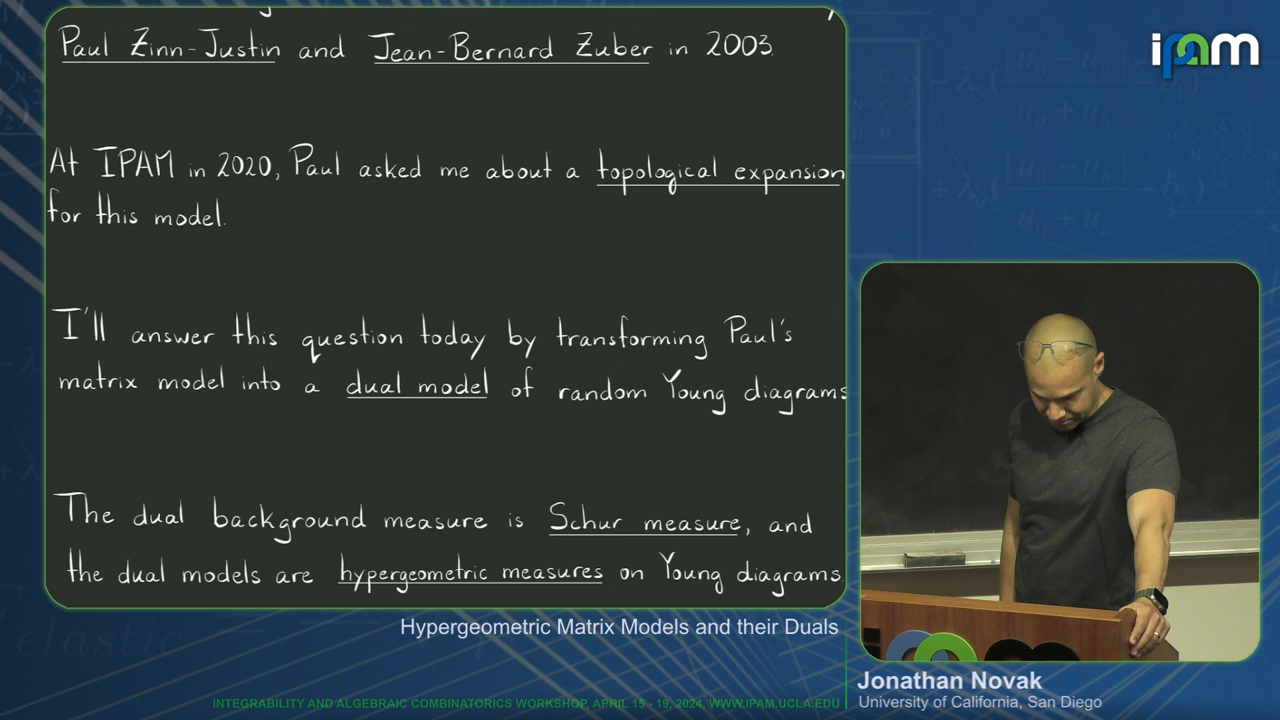 Paul Zinn-Justin and Jean-Bernard Zuber in 2003.
At IPAM in 2020, Paul asked me about a topological expansion
for this model.
I'll answer this question today by transforming Paul's
matrix model into a dual model of random Young diagrams
The dual background measure is Schur measure, and
the dual models are hypergeometric measures on Young diagrams.
ipam
Hypergeometric Matrix Models and their Duals
Jonathan Novak
University of California, San Diego
INTEGRABILITY AND ALGEBRAIC COMBINATORICS WORKSHOP, APRIL 15 - 19, 2024, WWW.IPAM.UCLA.EDU
elastic